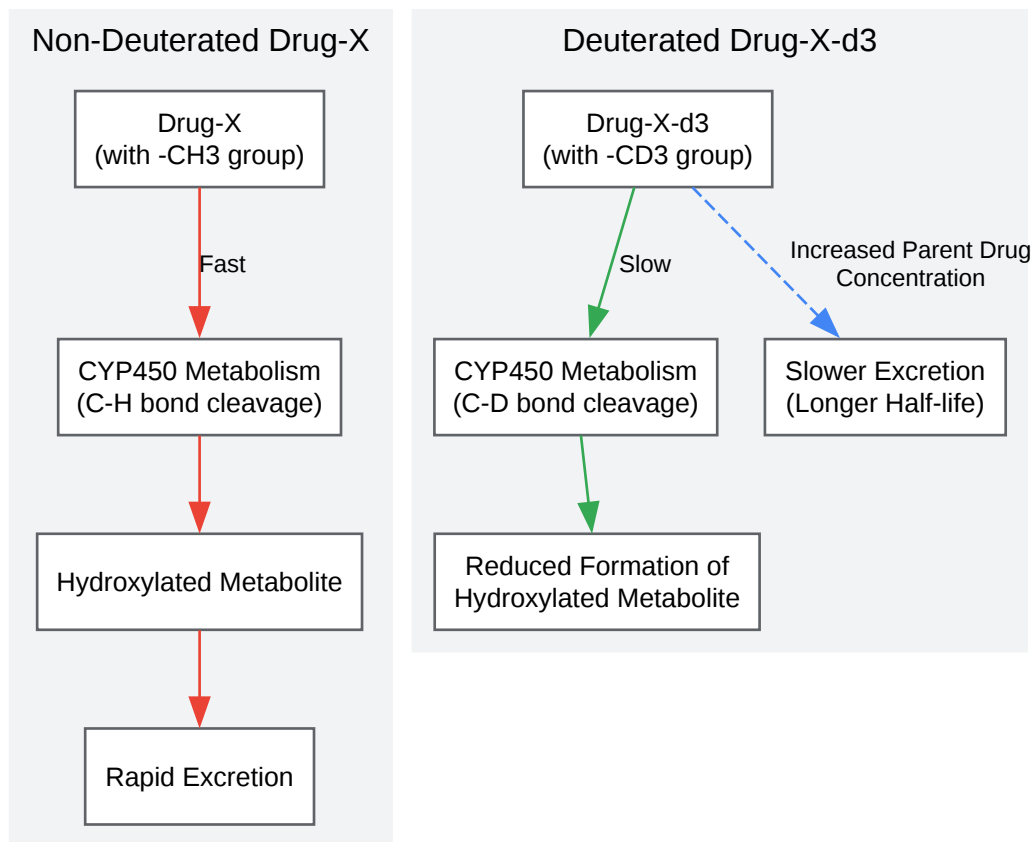 Non-Deuterated Drug-X
Drug-X
(with -CH3 group)
Fast
CYP450 Metabolism
(C-H bond cleavage)
Hydroxylated Metabolite
Rapid Excretion
Deuterated Drug-X-d3
Drug-X-d3
(with -CD3 group)
Slow
Increased Parent Drug
Concentration
CYP450 Metabolism
(C-D bond cleavage)
Slower Excretion
(Longer Half-life)
Reduced Formation of
Hydroxylated Metabolite